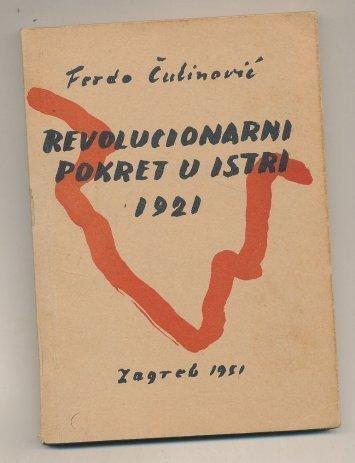 Ferdo Čulinović
REVOLUCIONARNI
POKRET U ISTRI
1921
Zagreb 1951